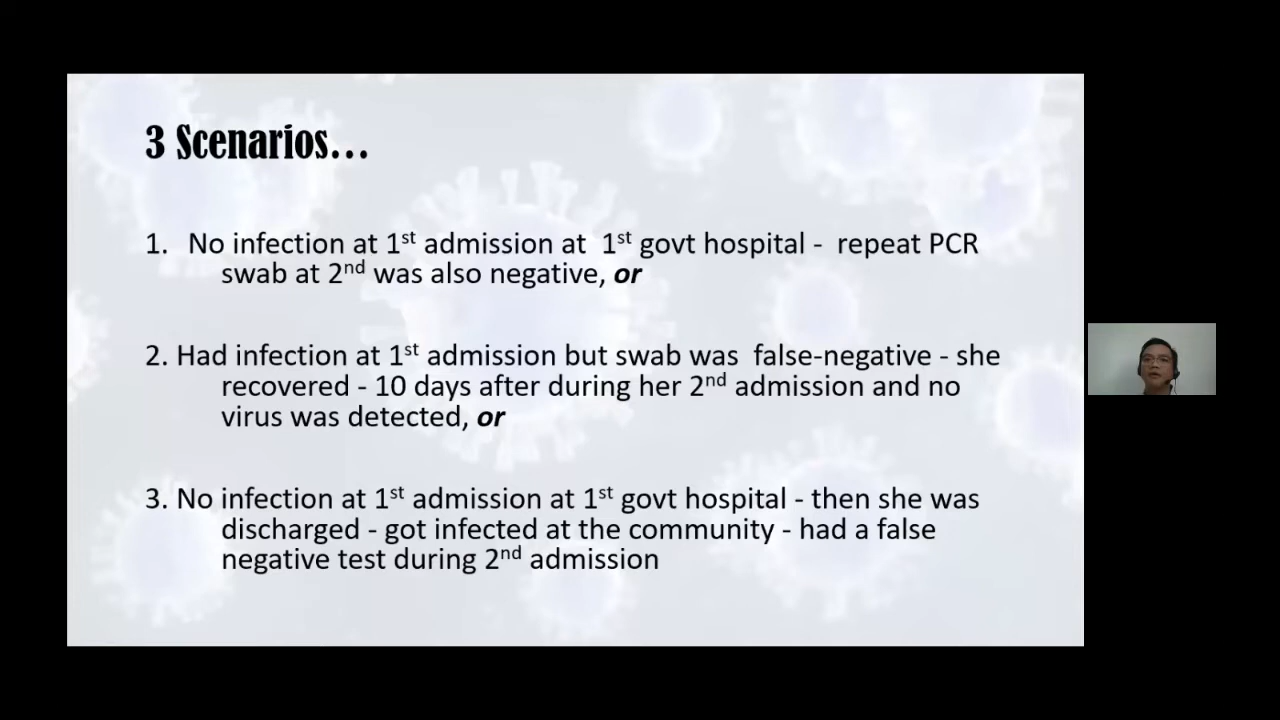 3 Scenarios...
1. No infection at 1st admission at 1st govt hospital - repeat PCR
swab at 2nd was also negative, or
2. Had infection at 1st admission but swab was false-negative - she
recovered - 10 days after during her 2nd admission and no
virus was detected, or
3. No infection at 1st admission at 1st govt hospital - then she was
discharged - got infected at the community - had a false
negative test during 2nd admission